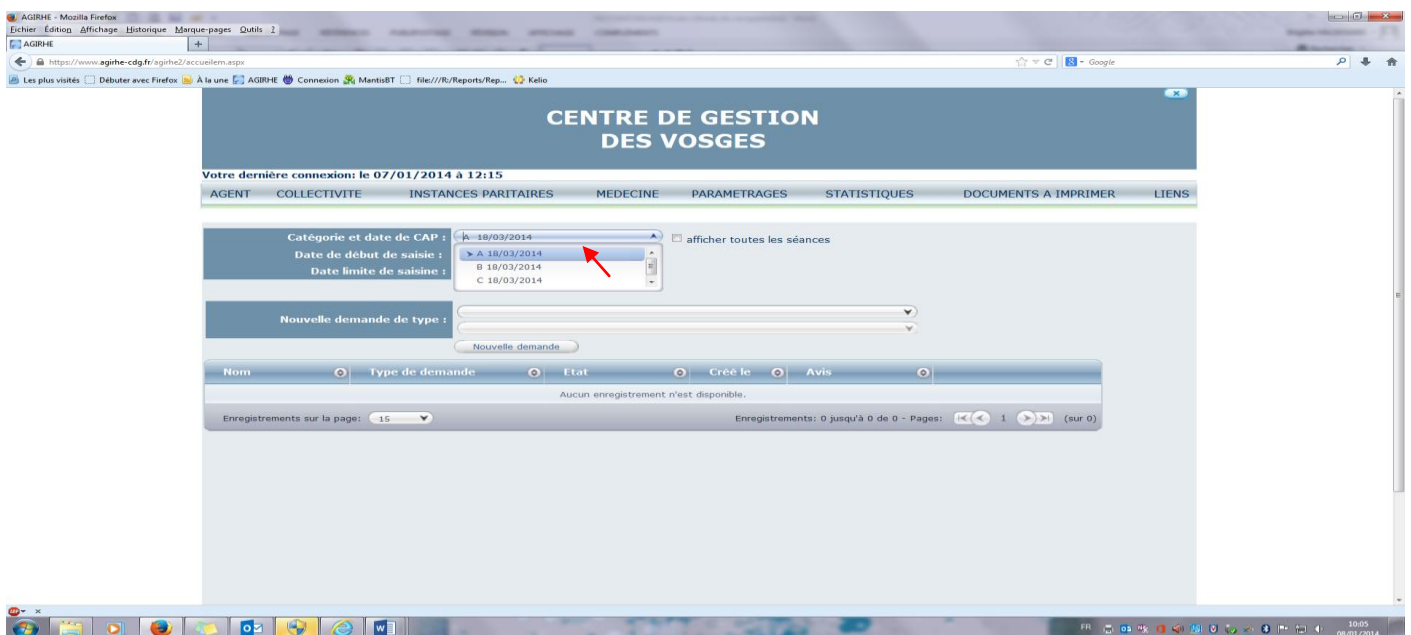 AGIRHE - Mozilla Firefox
Fichier Édition Affichage Historique Marque-pages Outils ?
AGIRHE +
https://www.agirhe-cdg.fr/agirhe2/accueilem.aspx
Google
Les plus visités Débuter avec Firefox À la une AGIRHE Connexion MantisBT file:///R:/Reports/Rep... Kelio
CENTRE DE GESTION
DES VOSGES
Votre dernière connexion: le 07/01/2014 à 12:15
AGENT COLLECTIVITE INSTANCES PARITAIRES MEDECINE PARAMETRAGES STATISTIQUES DOCUMENTS A IMPRIMER LIENS
Catégorie et date de CAP : A 18/03/2014 afficher toutes les séances
Date de début de saisie : A 18/03/2014
B 18/03/2014
Date limite de saisine :
C 18/03/2014
Nouvelle demande de type :
Nouvelle demande
Nom Type de demande Etat Créé le Avis
Aucun enregistrement n'est disponible.
Enregistrements sur la page: 15 Enregistrements: 0 jusqu'à 0 de 0 - Pages: 1 (sur 0)
FR 10:05
08/01/2014